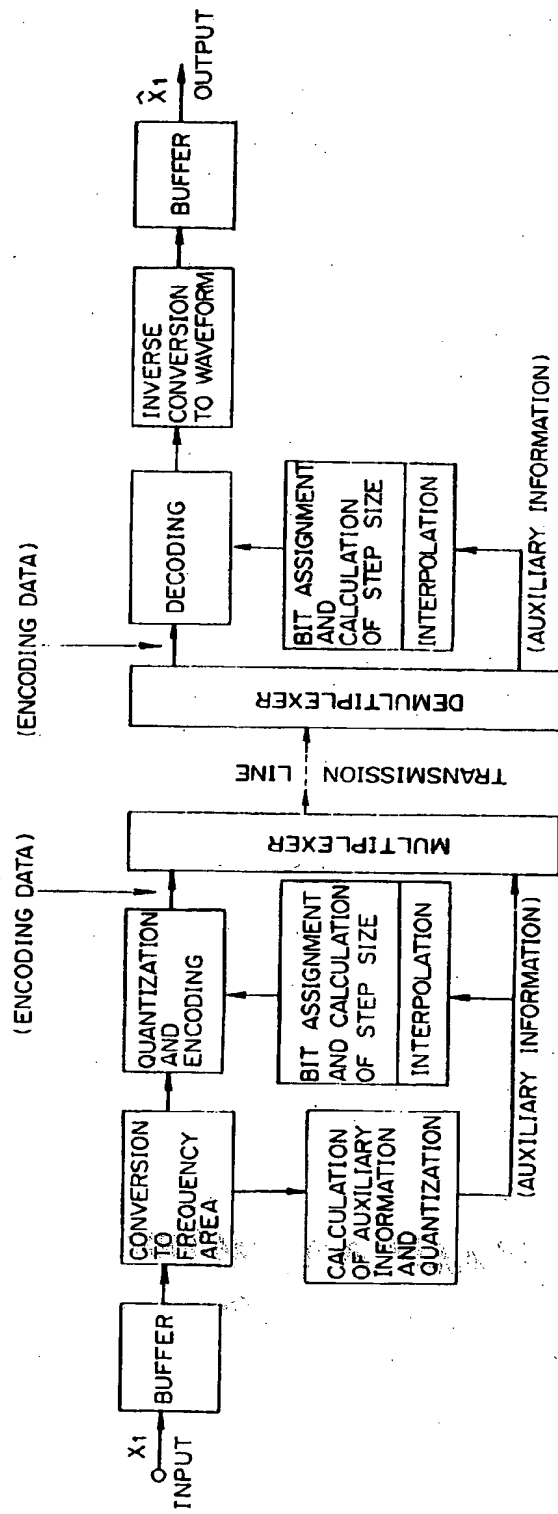 X1
INPUT
BUFFER
CONVERSION
TO
FREQUENCY
AREA
CALCULATION
OF AUXILIARY
INFORMATION
AND
QUANTIZATION
(AUXILIARY INFORMATION)
(ENCODING DATA)
QUANTIZATION
AND
ENCODING
BIT ASSIGNMENT
AND CALCULATION
OF STEP SIZE
INTERPOLATION
MULTIPLEXER
TRANSMISSION
LINE
DEMULTIPLEXER
(ENCODING DATA)
DECODING
BIT ASSIGNMENT
AND
CALCULATION
OF STEP SIZE
INTERPOLATION
(AUXILIARY INFORMATION)
INVERSE
CONVERSION
TO WAVEFORM
BUFFER
X̂1
OUTPUT